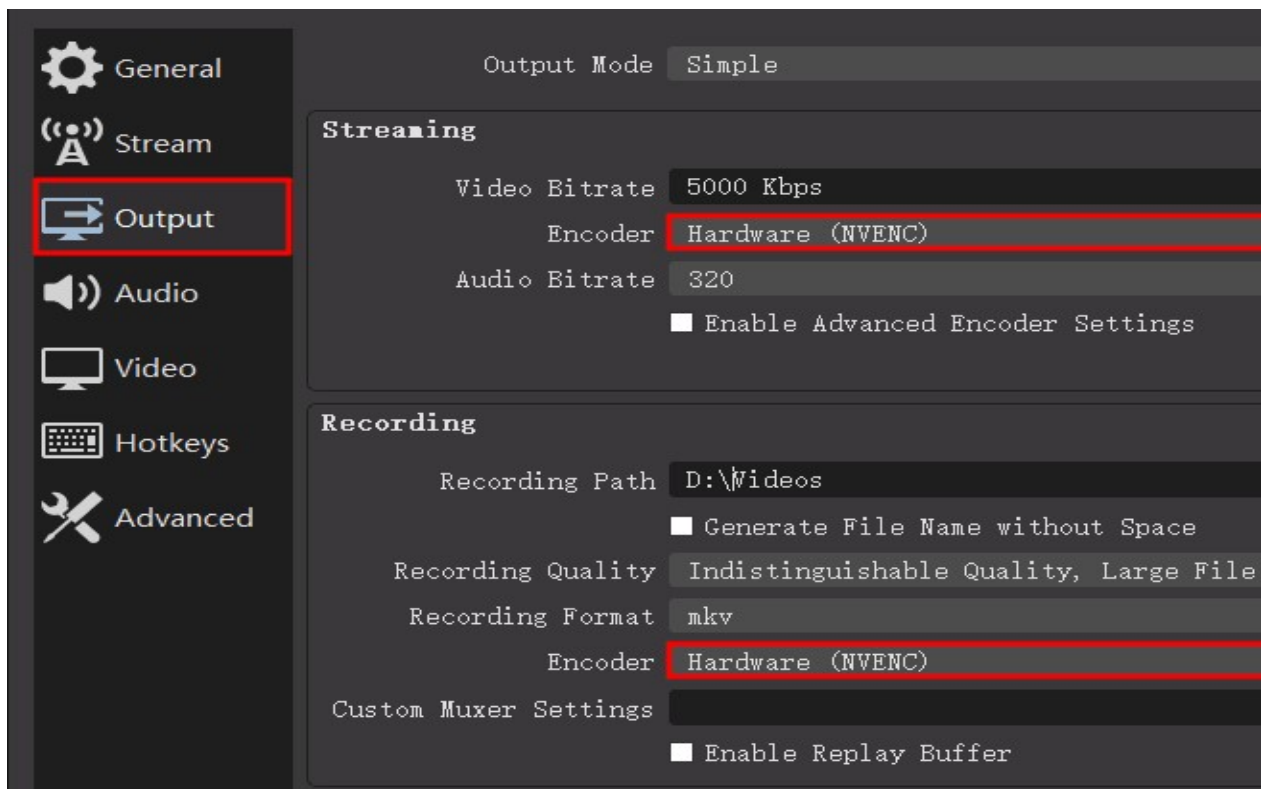 General
Stream
Output
Audio
Video
Hotkeys
Advanced
Output Mode Simple
Streaming
Video Bitrate 5000 Kbps
Encoder Hardware (NVENC)
Audio Bitrate 320
Enable Advanced Encoder Settings
Recording
Recording Path D:\Videos
Generate File Name without Space
Recording Quality Indistinguishable Quality, Large File
Recording Format mkv
Encoder Hardware (NVENC)
Custom Muxer Settings
Enable Replay Buffer